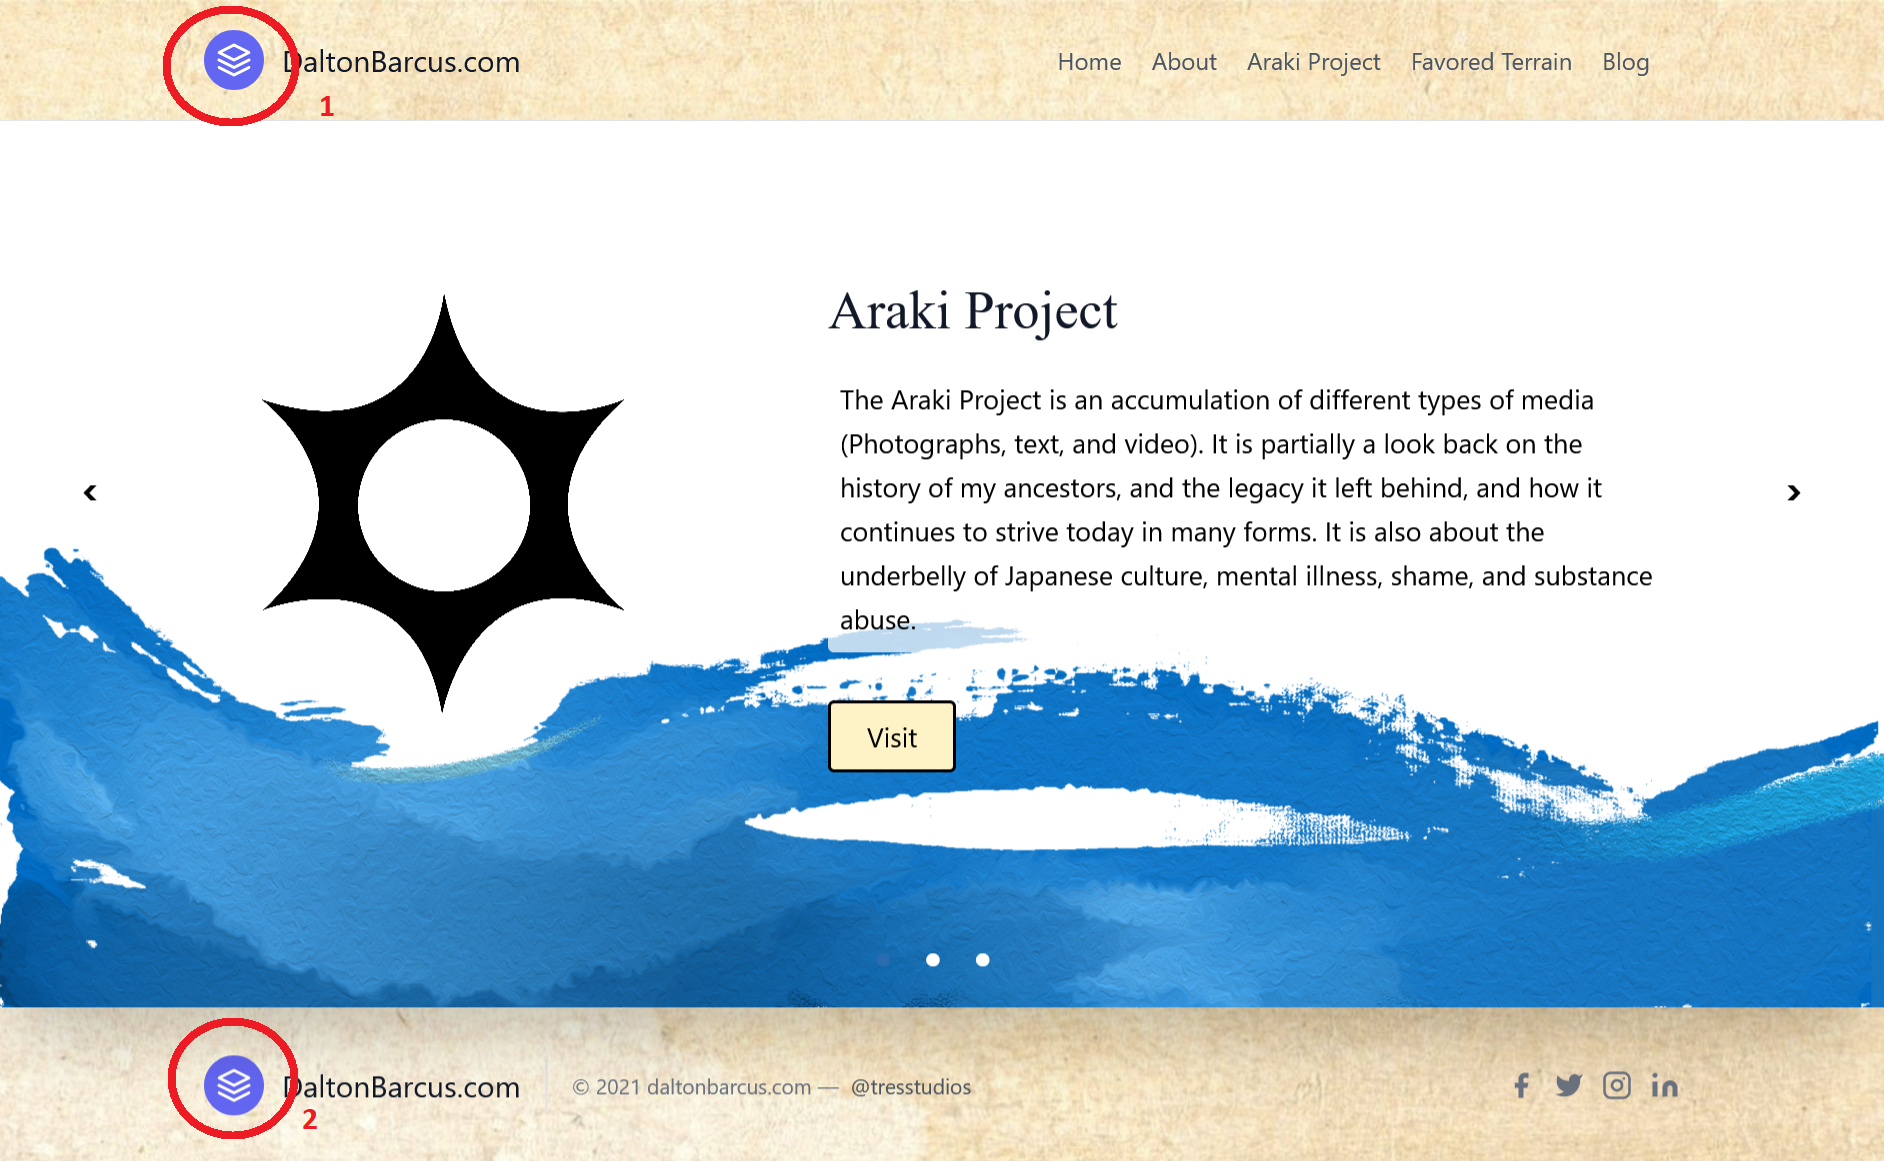 DaltonBarcus.com
1
Home About Araki Project Favored Terrain Blog
Araki Project
The Araki Project is an accumulation of different types of media
(Photographs, text, and video). It is partially a look back on the
history of my ancestors, and the legacy it left behind, and how it
continues to strive today in many forms. It is also about the
underbelly of Japanese culture, mental illness, shame, and substance
abuse.
Visit
DaltonBarcus.com
2
© 2021 daltonbarcus.com — @tresstudios